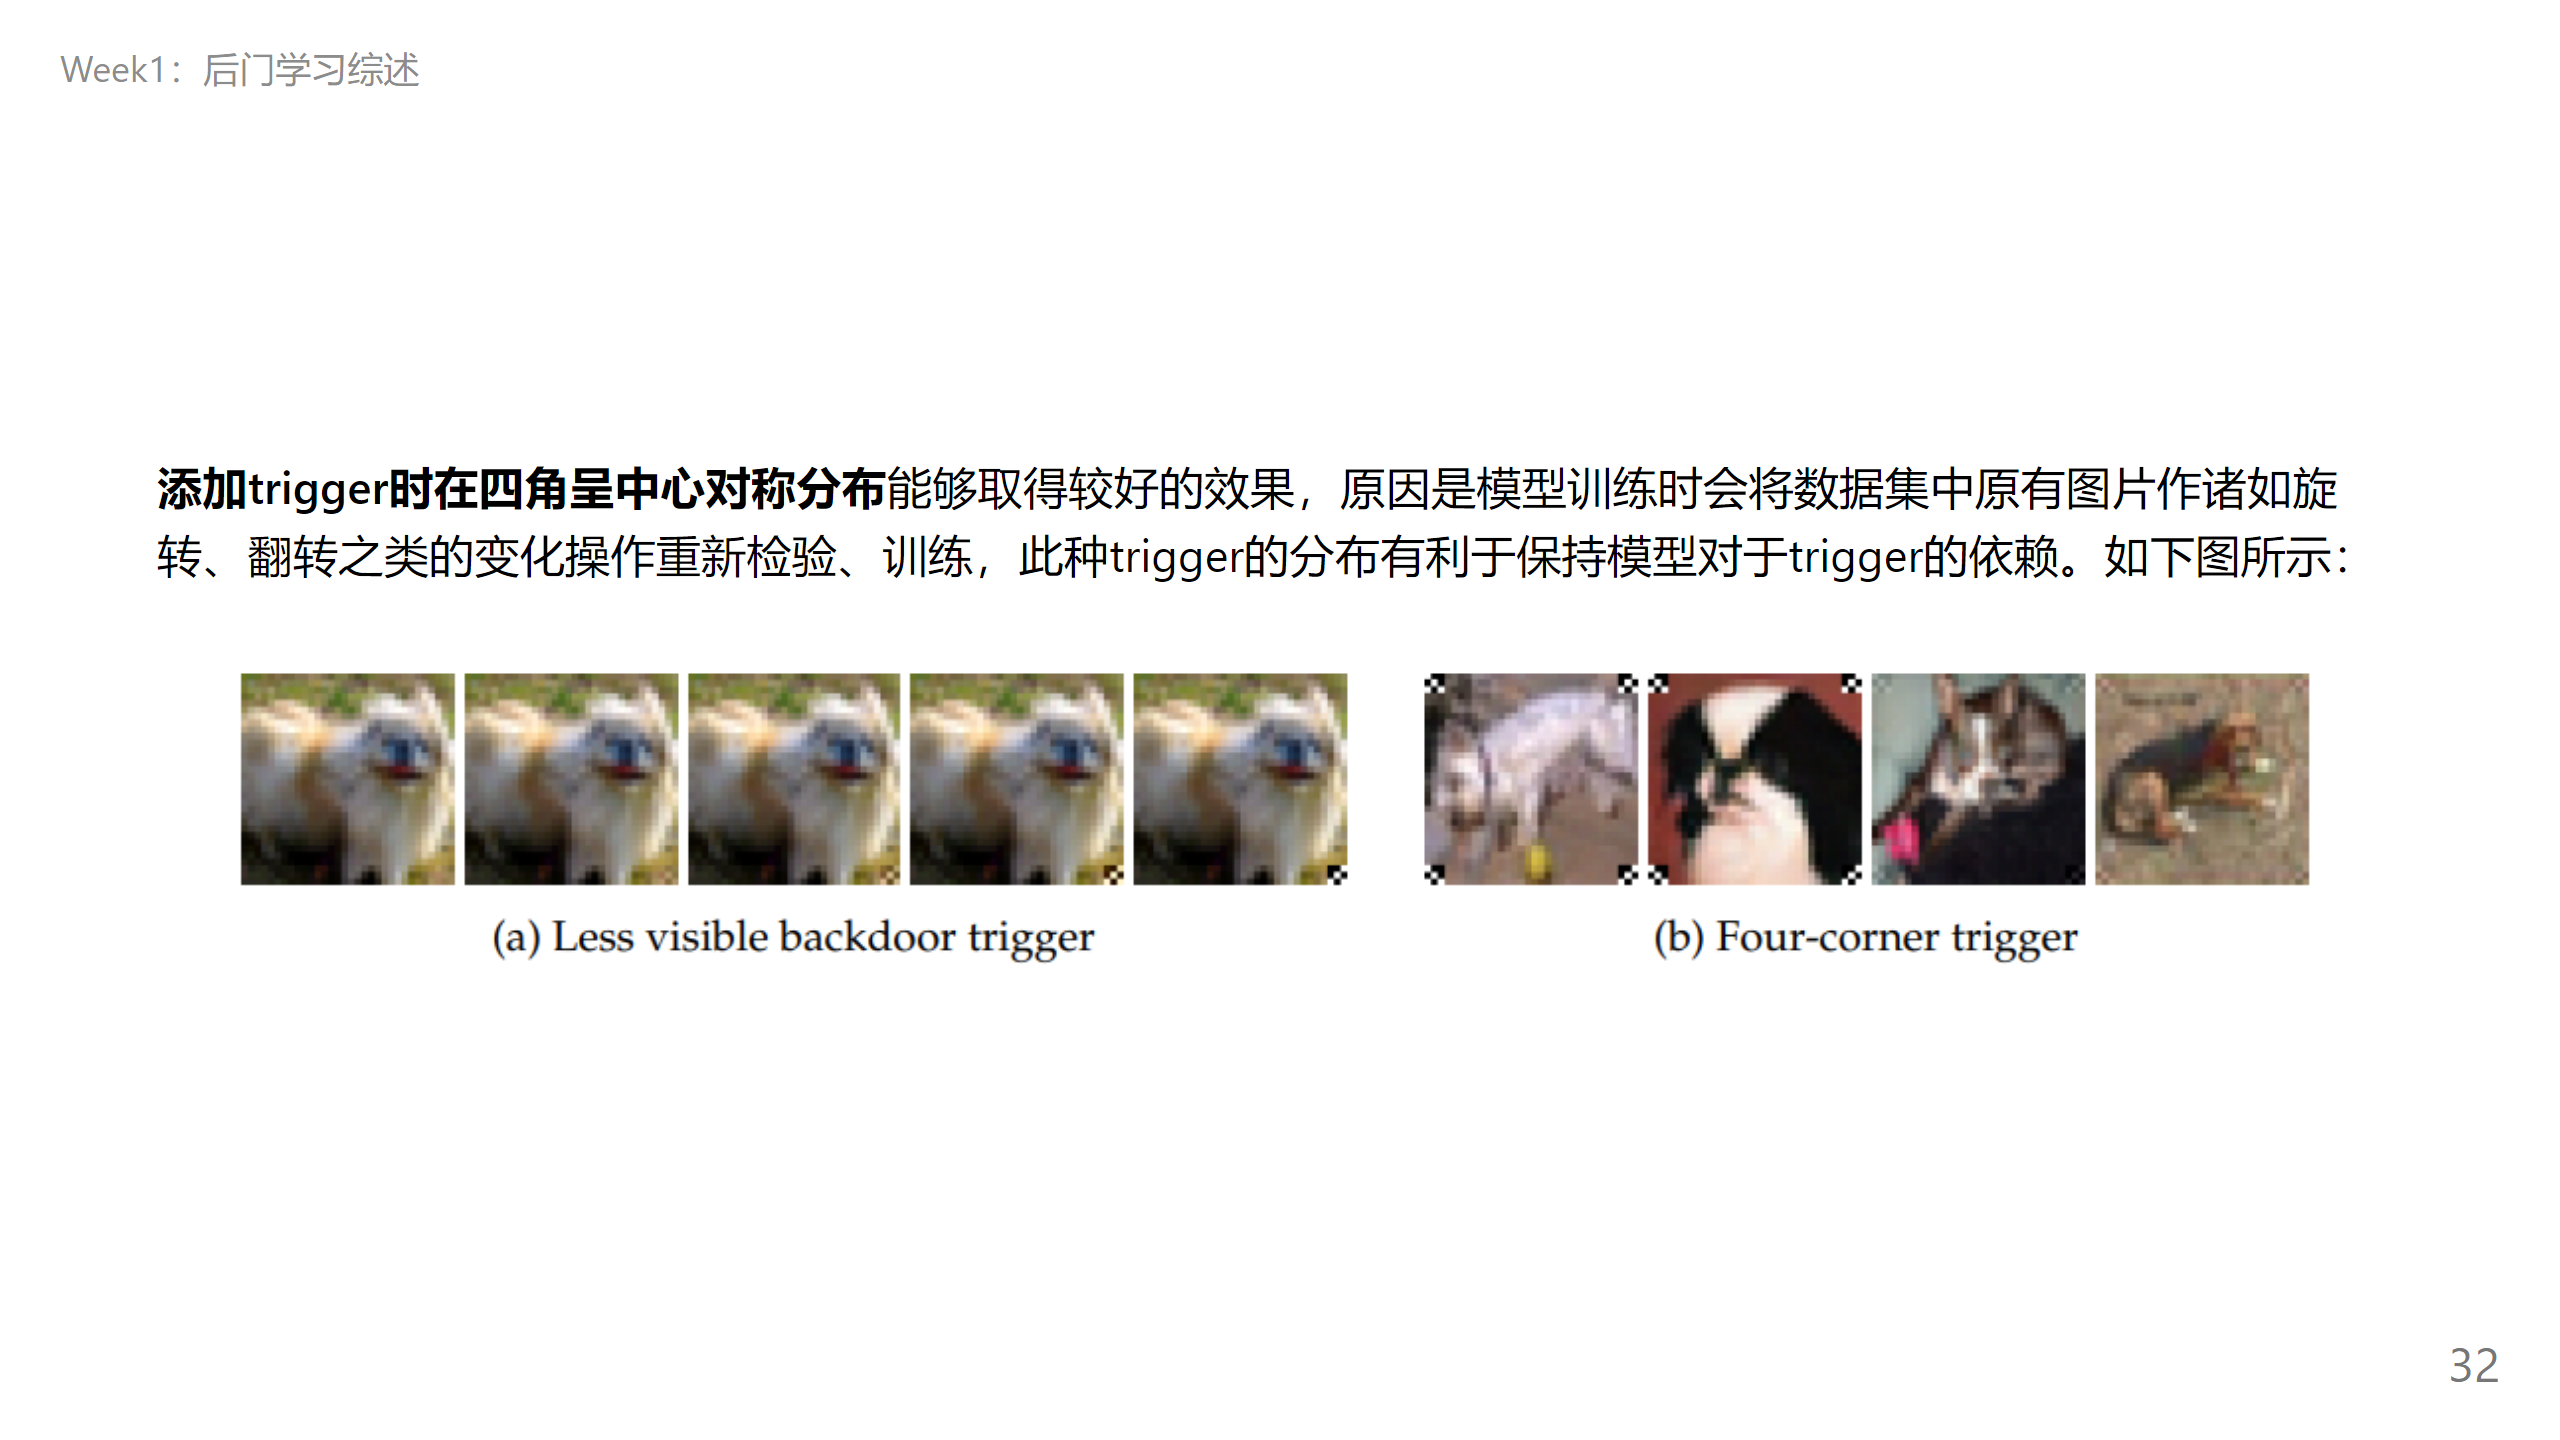 Week1：后门学习综述
添加trigger时在四角呈中心对称分布能够取得较好的效果，原因是模型训练时会将数据集中原有图片作诸如旋
转、翻转之类的变化操作重新检验、训练，此种trigger的分布有利于保持模型对于trigger的依赖。如下图所示：
(a) Less visible backdoor trigger
(b) Four-corner trigger
32